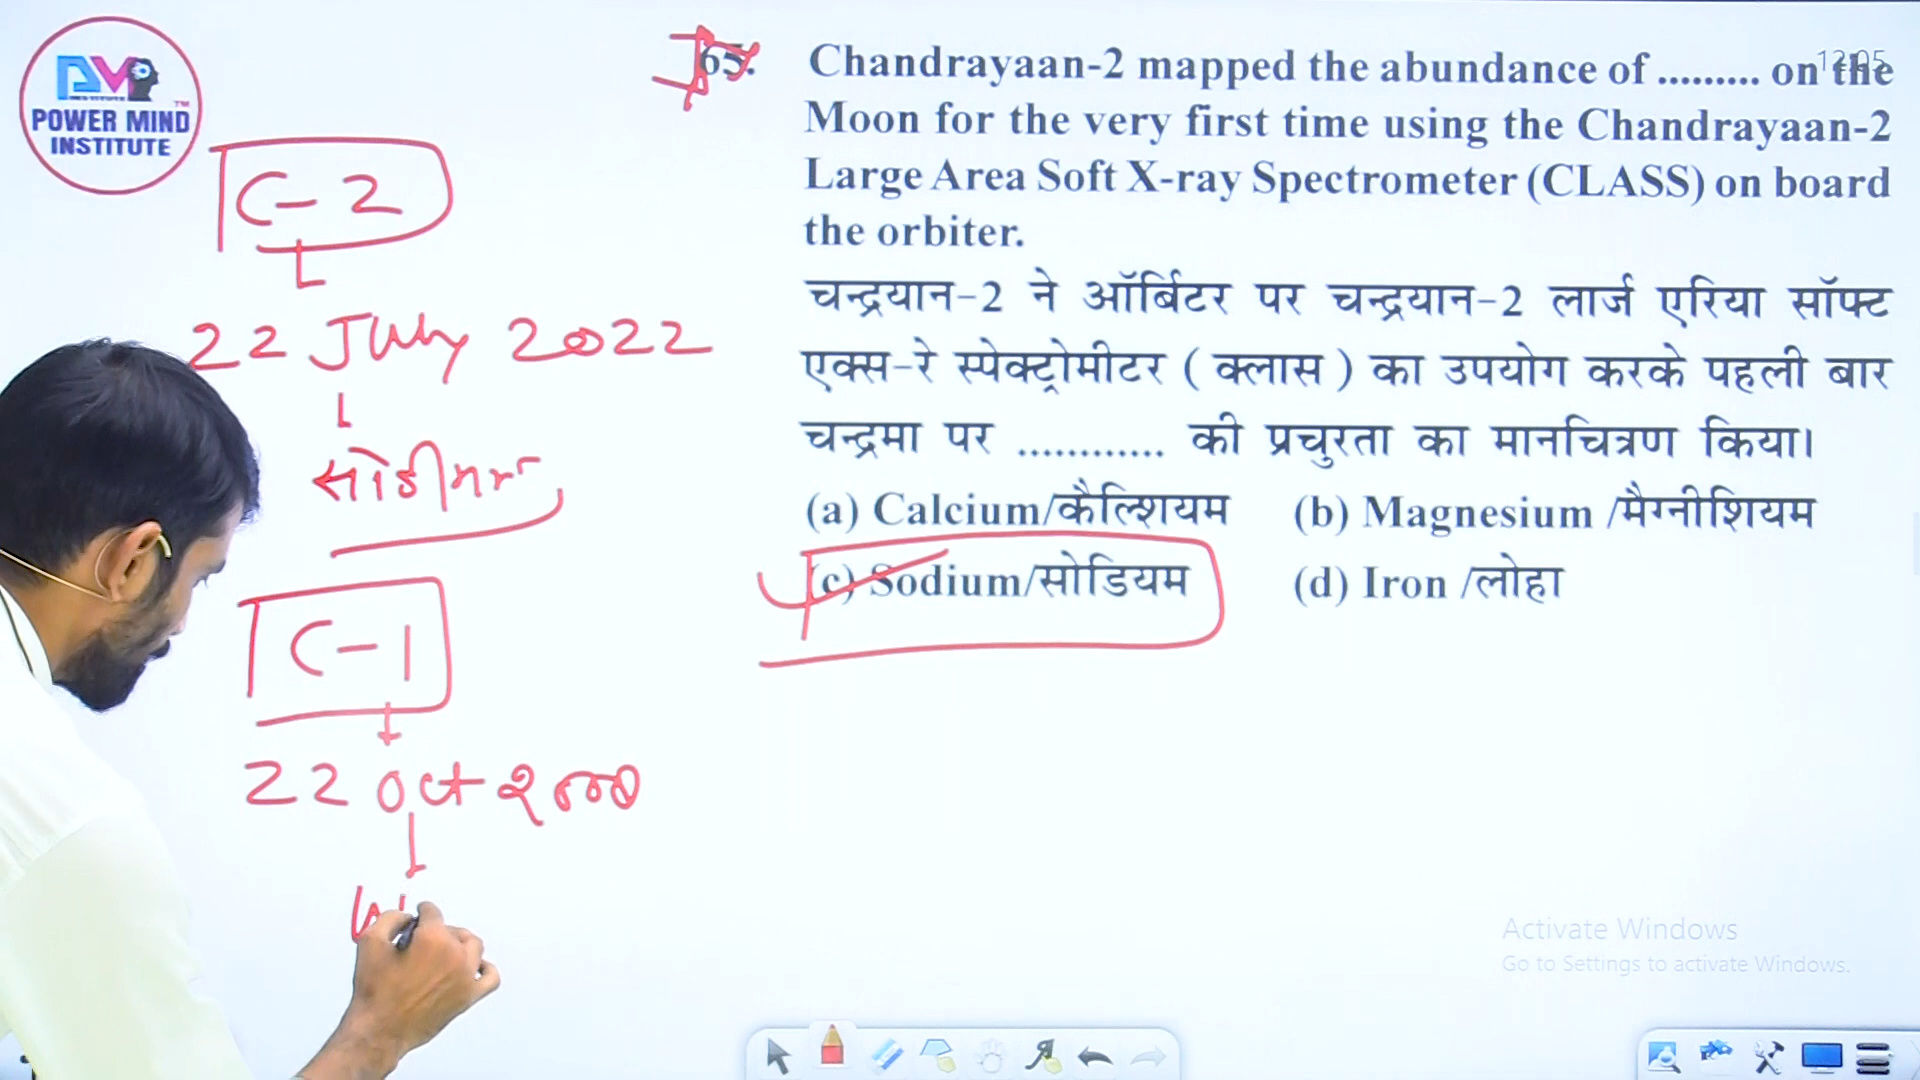 POWER MIND
INSTITUTE
TM
C-2
22 July 2022
C-1
22 Oct
65. Chandrayaan-2 mapped the abundance of ......... on the
Moon for the very first time using the Chandrayaan-2
Large Area Soft X-ray Spectrometer (CLASS) on board
the orbiter.
चन्द्रयान-2 ने ऑर्बिटर पर चन्द्रयान-2 लार्ज एरिया सॉफ्ट
एक्स-रे स्पेक्ट्रोमीटर ( क्लास ) का उपयोग करके पहली बार
चन्द्रमा पर ............ की प्रचुरता का मानचित्रण किया।
(a) Calcium/कैल्शियम (b) Magnesium /मैग्नीशियम
(c) Sodium/सोडियम (d) Iron /लोहा
Activate Windows
Go to Settings to activate Windows.